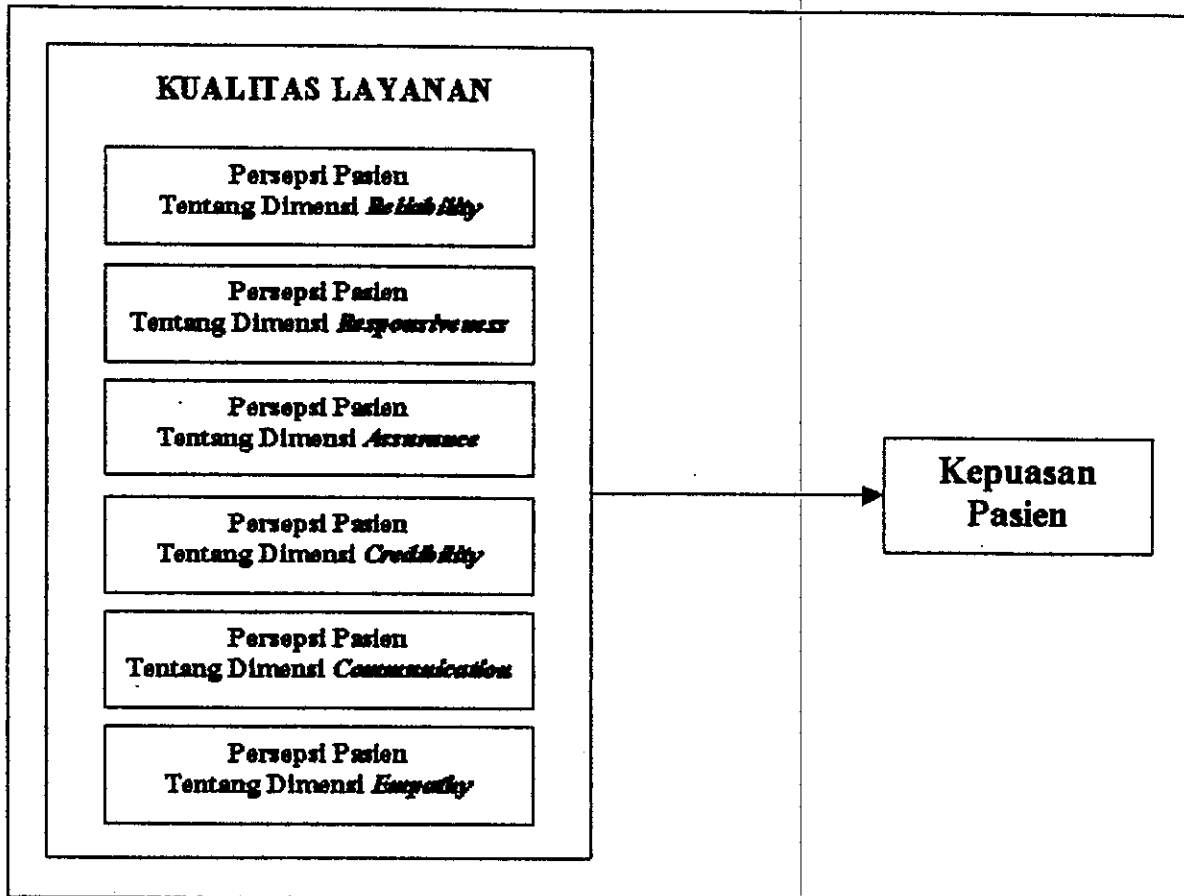 KUALITAS LAYANAN
Persepsi Pasien
Tentang Dimensi Reliability
Persepsi Pasien
Tentang Dimensi Responsiveness
Persepsi Pasien
Tentang Dimensi Assurance
Persepsi Pasien
Tentang Dimensi Credibility
Persepsi Pasien
Tentang Dimensi Communication
Persepsi Pasien
Tentang Dimensi Empathy
Kepuasan
Pasien